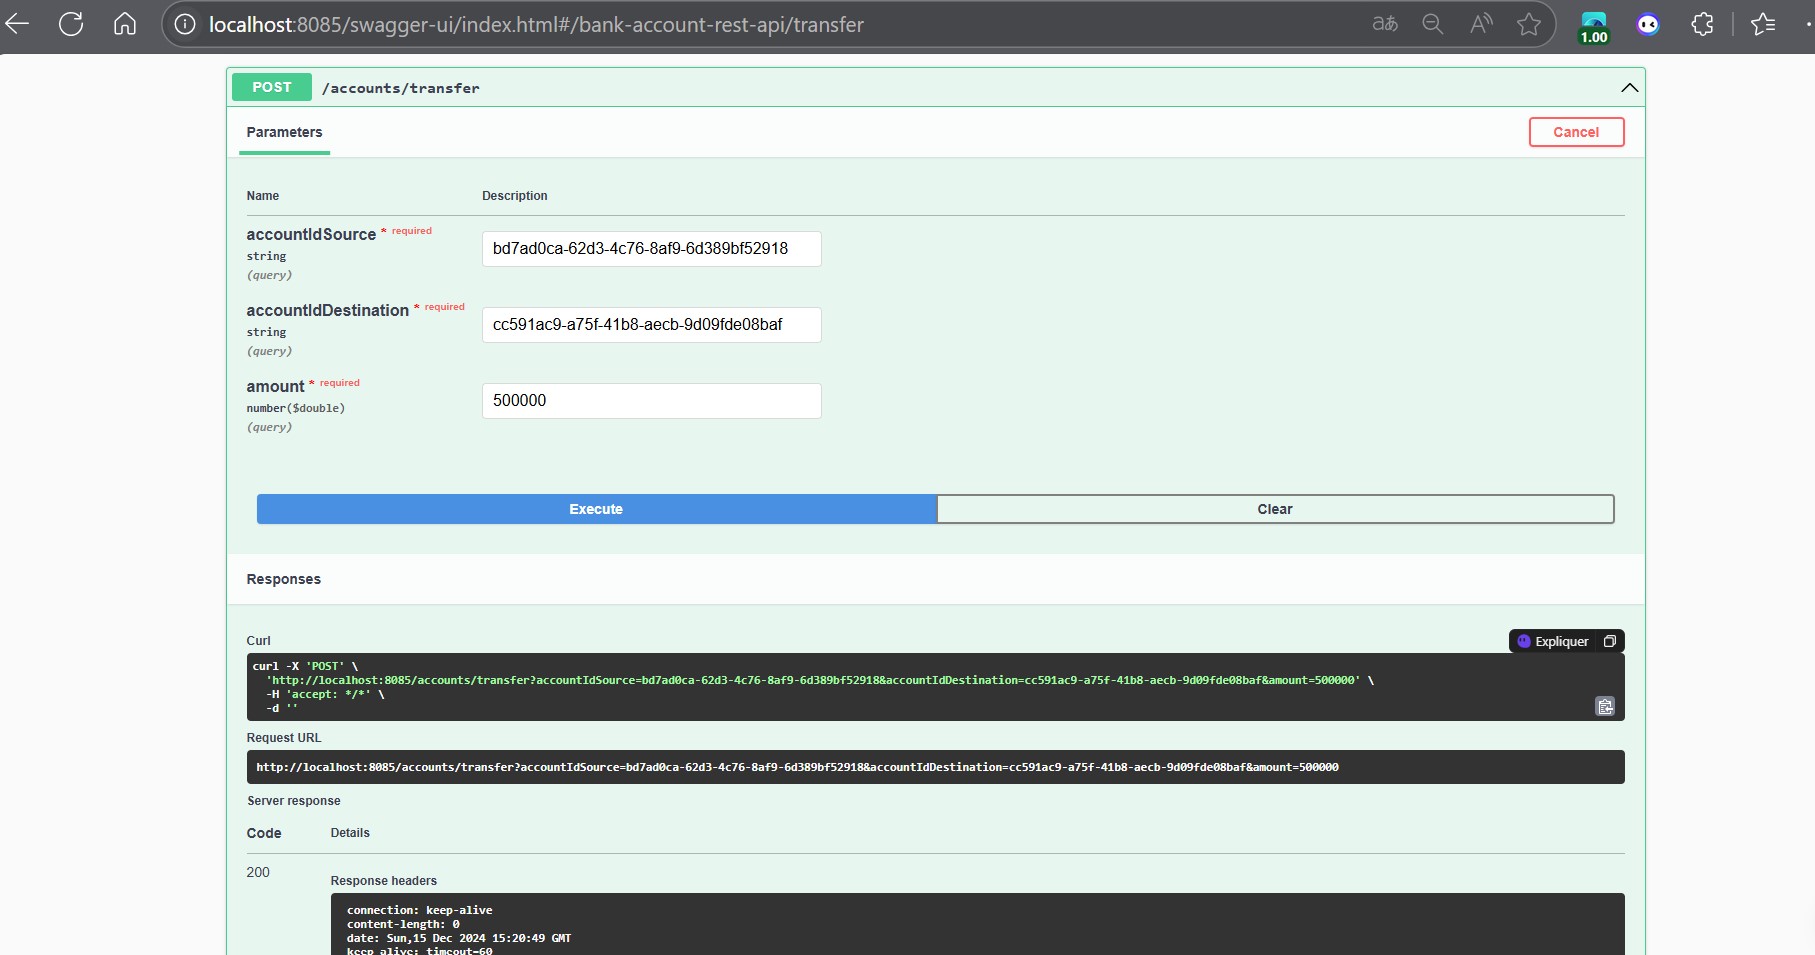 localhost:8085/swagger-ui/index.html#/bank-account-rest-api/transfer
aあ
A
1.00
POST /accounts/transfer
Parameters
Cancel
Name Description
accountIdSource * required
string
(query)
bd7ad0ca-62d3-4c76-8af9-6d389bf52918
accountIdDestination * required
string
(query)
cc591ac9-a75f-41b8-aecb-9d09fde08baf
amount * required
number($double)
(query)
500000
Execute Clear
Responses
Curl
Expliquer
curl -X 'POST' \
'http://localhost:8085/accounts/transfer?accountIdSource=bd7ad0ca-62d3-4c76-8af9-6d389bf52918&accountIdDestination=cc591ac9-a75f-41b8-aecb-9d09fde08baf&amount=500000' \
-H 'accept: */*' \
-d ''
Request URL
http://localhost:8085/accounts/transfer?accountIdSource=bd7ad0ca-62d3-4c76-8af9-6d389bf52918&accountIdDestination=cc591ac9-a75f-41b8-aecb-9d09fde08baf&amount=500000
Server response
Code Details
200
Response headers
connection: keep-alive
content-length: 0
date: Sun,15 Dec 2024 15:20:49 GMT
keep-alive: timeout=60